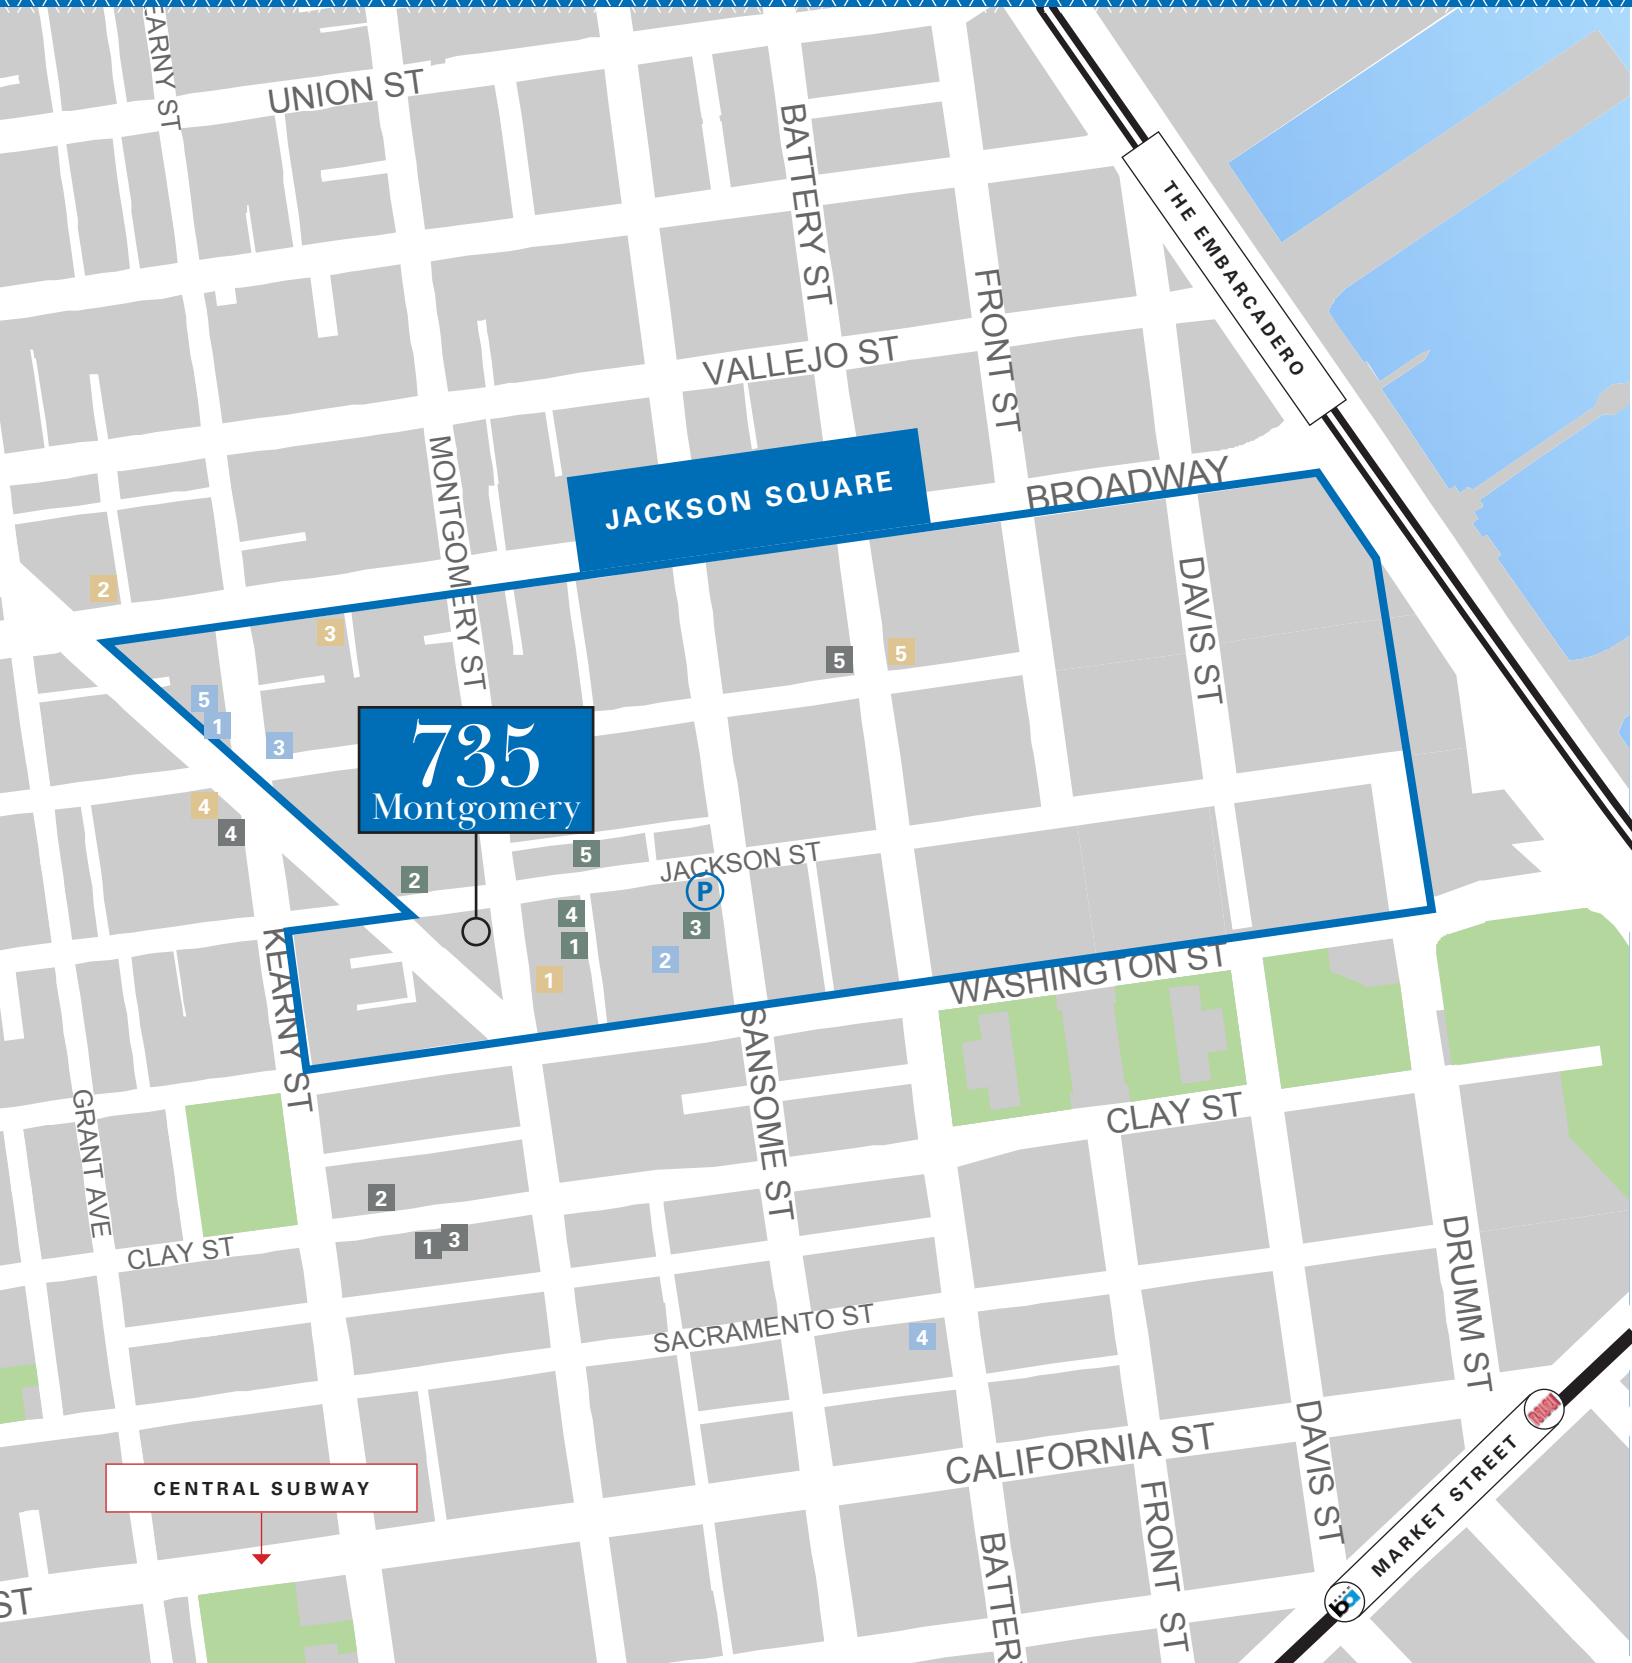 EARNY ST
UNION ST
BATTERY ST
THE EMBARCADERO
FRONT ST
VALLEJO ST
MONTGOMERY ST
JACKSON SQUARE
BROADWAY
2
3
DAVIS ST
5
5
5
1
3
735
Montgomery
4
4
5
JACKSON ST
2
P
4
3
1
2
1
KEARNY ST
WASHINGTON ST
SANSOME ST
GRANT AVE
CLAY ST
2
1
3
CLAY ST
DRUMM ST
SACRAMENTO ST
4
CALIFORNIA ST
DAVIS ST
MARKET STREET
CENTRAL SUBWAY
FRONT ST
BATTER
ST
ba